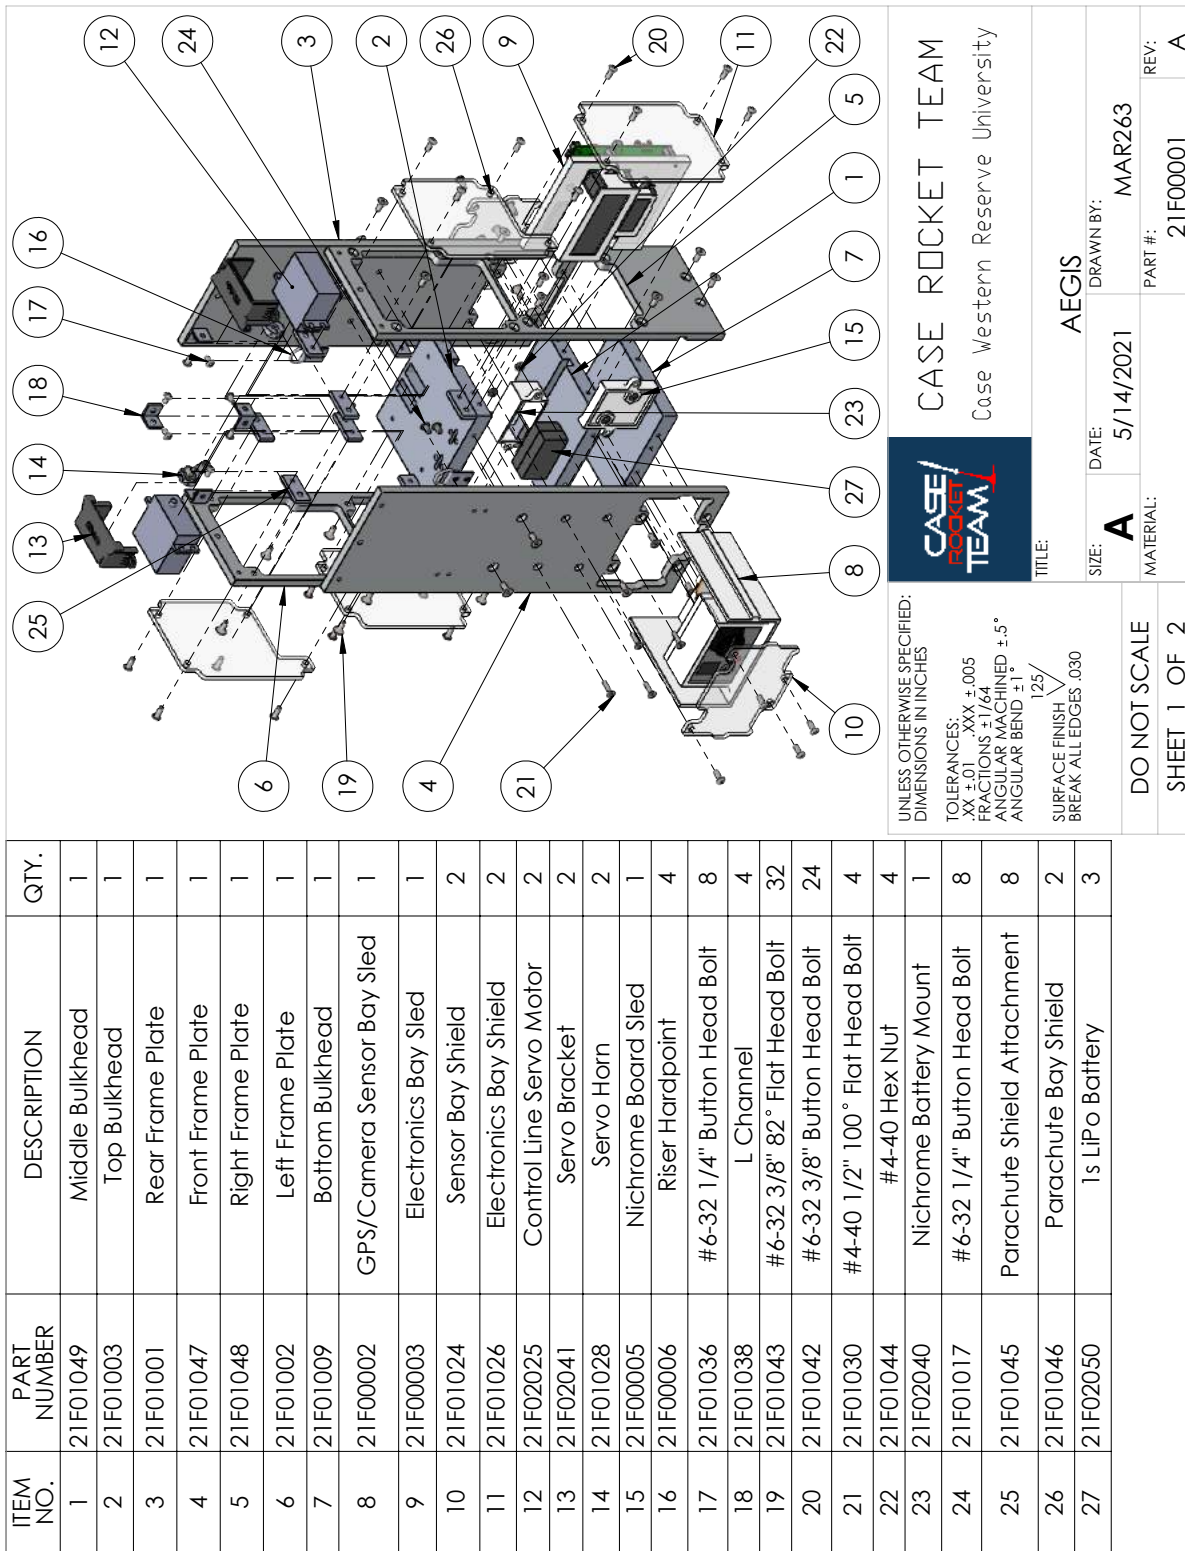 ITEM NO. PART NUMBER DESCRIPTION QTY.
1 21F01049 Middle Bulkhead 1
2 21F01003 Top Bulkhead 1
3 21F01001 Rear Frame Plate 1
4 21F01047 Front Frame Plate 1
5 21F01048 Right Frame Plate 1
6 21F01002 Left Frame Plate 1
7 21F01009 Bottom Bulkhead 1
8 21F00002 GPS/Camera Sensor Bay Sled 1
9 21F00003 Electronics Bay Sled 1
10 21F01024 Sensor Bay Shield 2
11 21F01026 Electronics Bay Shield 2
12 21F02025 Control Line Servo Motor 2
13 21F02041 Servo Bracket 2
14 21F01028 Servo Horn 2
15 21F00005 Nichrome Board Sled 1
16 21F00006 Riser Hardpoint 4
17 21F01036 #6-32 1/4" Button Head Bolt 8
18 21F01038 L Channel 4
19 21F01043 #6-32 3/8" 82° Flat Head Bolt 32
20 21F01042 #6-32 3/8" Button Head Bolt 24
21 21F01030 #4-40 1/2" 100° Flat Head Bolt 4
22 21F01044 #4-40 Hex Nut 4
23 21F02040 Nichrome Battery Mount 1
24 21F01017 #6-32 1/4" Button Head Bolt 8
25 21F01045 Parachute Shield Attachment 8
26 21F01046 Parachute Bay Shield 2
27 21F02050 1s LiPo Battery 3
25
13
14
18
17
16
12
24
3
2
26
9
20
11
22
5
1
7
15
23
27
8
10
21
4
19
6
UNLESS OTHERWISE SPECIFIED:
DIMENSIONS IN INCHES
TOLERANCES:
.XX ±.01 .XXX ±.005
FRACTIONS ±1/64
ANGULAR MACHINED ±.5°
ANGULAR BEND ±1°
125
SURFACE FINISH
BREAK ALL EDGES .030
DO NOT SCALE
SHEET 1 OF 2
CASE
ROCKET
TEAM
CASE ROCKET TEAM
Case Western Reserve University
TITLE:
AEGIS
SIZE:
A
DATE:
5/14/2021
DRAWN BY:
MAR263
MATERIAL:
PART #:
21F00001
REV:
A